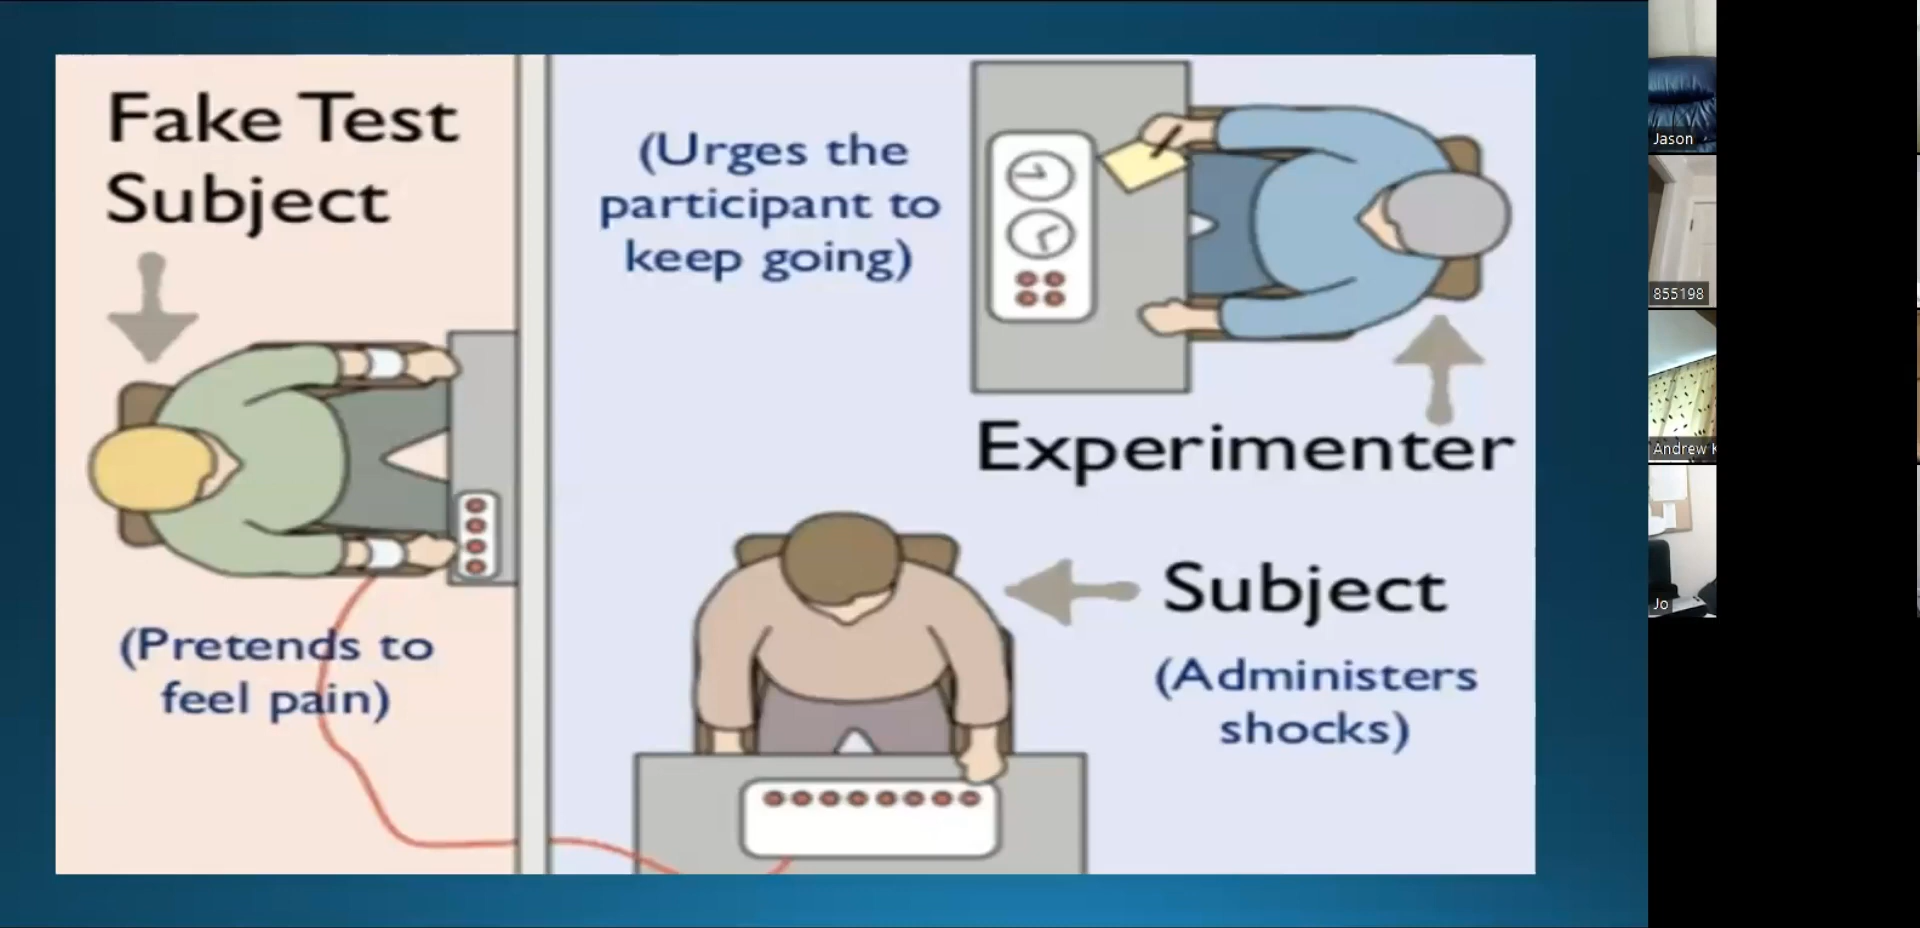 Fake Test
Subject
(Pretends to
feel pain)
(Urges the
participant to
keep going)
Experimenter
Subject
(Administers
shocks)
Jason
855198
Andrew K
Jo